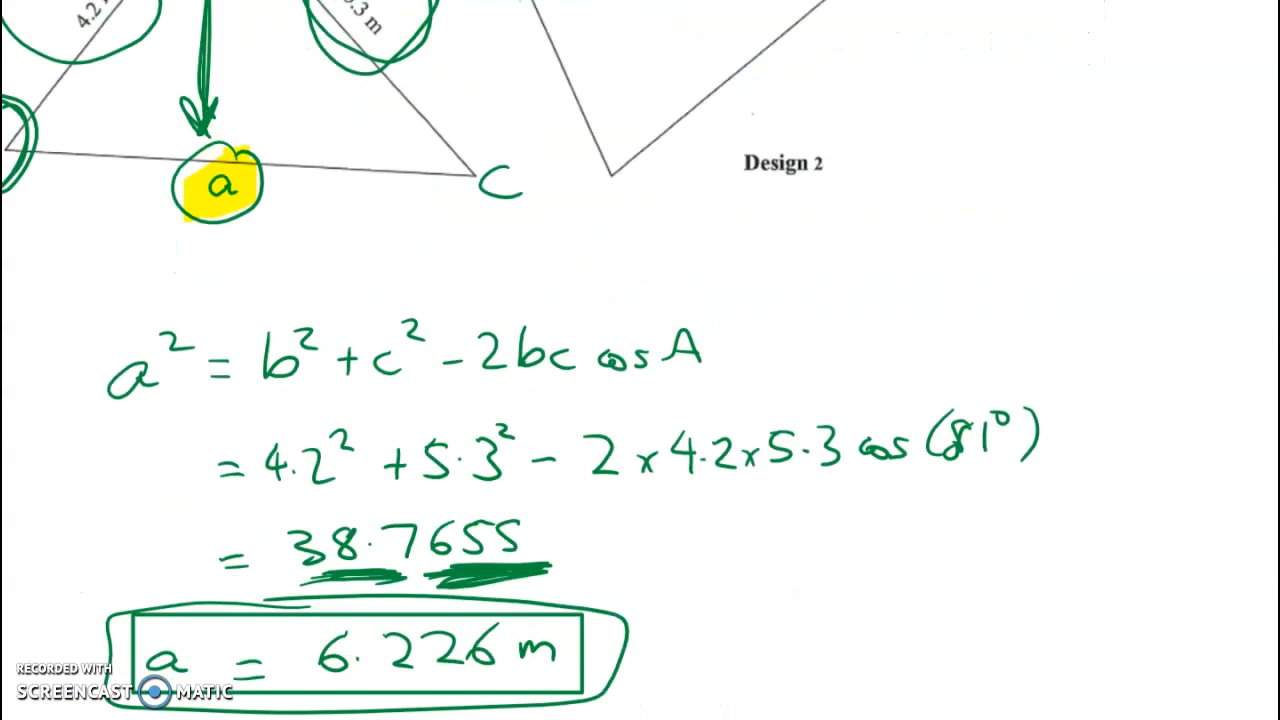 4.2
.3 m
a
C
Design 2
a² = b² + c² - 2bc cos A
= 4.2² + 5.3² - 2 × 4.2 × 5.3 cos (81°)
= 38.7655
a = 6.226 m
RECORDED WITH
SCREENCAST MATIC